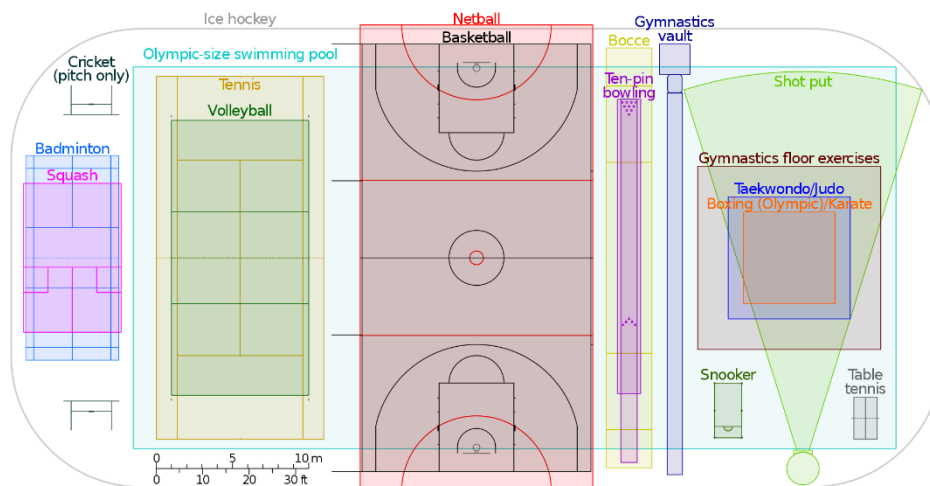 Ice hockey
Netball
Gymnastics
vault
Basketball
Bocce
Olympic-size swimming pool
Cricket
(pitch only)
Tennis
Ten-pin
bowling
Shot put
Volleyball
Badminton
Squash
Gymnastics floor exercises
Taekwondo/Judo
Boxing (Olympic)/Karate
Snooker
Table
tennis
0 5 10 m
0 10 20 30 ft